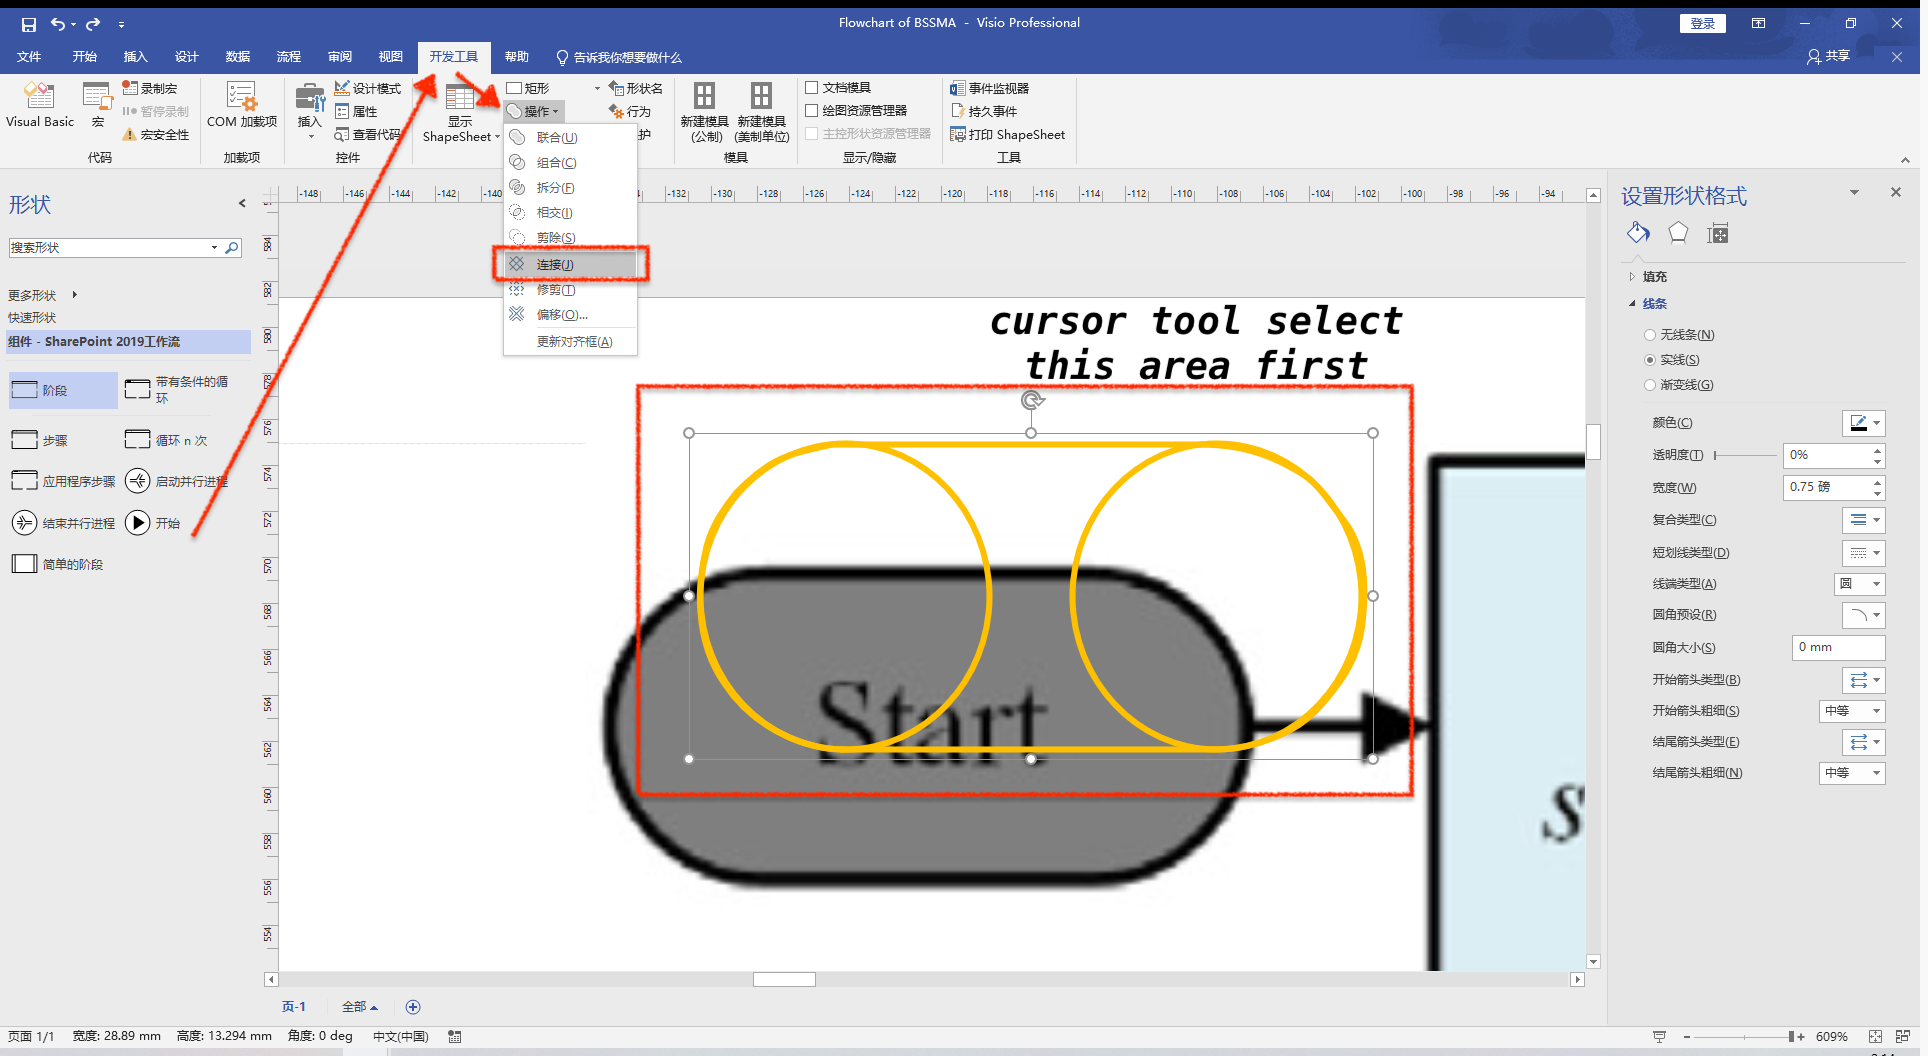 Flowchart of BSSMA - Visio Professional
登录
文件 开始 插入 设计 数据 流程 审阅 视图 开发工具 帮助 告诉我你想要做什么
共享
Visual Basic
宏
录制宏
暂停录制
宏安全性
代码
COM 加载项
加载项
插入
设计模式
属性
查看代码
控件
显示
ShapeSheet
矩形
操作
形状名
行为
护
新建模具
(公制)
新建模具
(美制单位)
模具
文档模具
绘图资源管理器
主控形状资源管理器
显示/隐藏
事件监视器
持久事件
打印 ShapeSheet
工具
联合(U)
组合(C)
拆分(F)
相交(I)
剪除(S)
连接(J)
修剪(T)
偏移(O)...
更新对齐框(A)
形状
搜索形状
更多形状
快速形状
组件 - SharePoint 2019工作流
阶段
带有条件的循
环
步骤
循环 n 次
应用程序步骤
启动并行进程
结束并行进程
开始
简单的阶段
-148 -146 -144 -142 -140 -132 -130 -128 -126 -124 -122 -120 -118 -116 -114 -112 -110 -108 -106 -104 -102 -100 -98 -96 -94
584
582
580
578
576
574
572
570
568
566
564
562
560
558
556
554
cursor tool select
this area first
Start
S
设置形状格式
填充
线条
无线条(N)
实线(S)
渐变线(G)
颜色(C)
透明度(T) 0%
宽度(W) 0.75 磅
复合类型(C)
短划线类型(D)
线端类型(A) 圆
圆角预设(R)
圆角大小(S) 0 mm
开始箭头类型(B)
开始箭头粗细(S) 中等
结尾箭头类型(E)
结尾箭头粗细(N) 中等
页-1 全部
页面 1/1 宽度: 28.89 mm 高度: 13.294 mm 角度: 0 deg 中文(中国)
609%